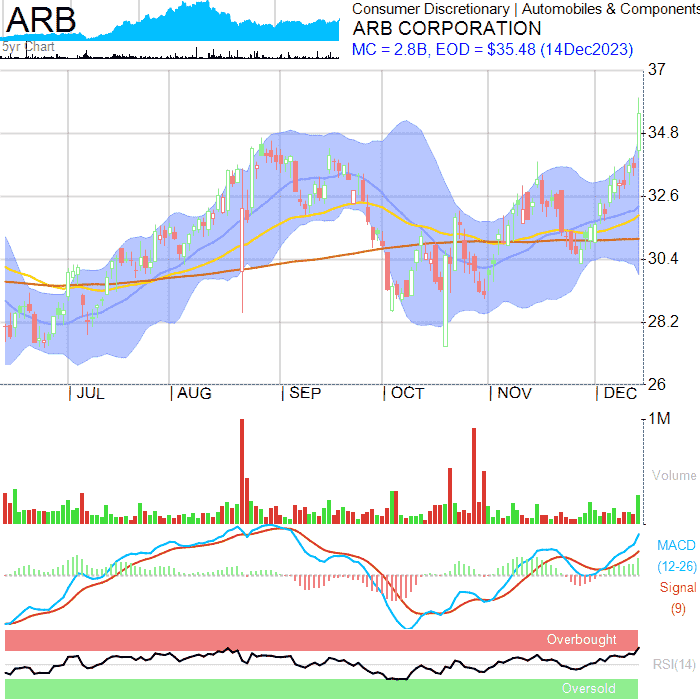 ARB
5yr Chart
Consumer Discretionary | Automobiles & Components
ARB CORPORATION
MC = 2.8B, EOD = $35.48 (14Dec2023)
37
34.8
32.6
30.4
28.2
26
JUL
AUG
SEP
OCT
NOV
DEC
1M
Volume
MACD
(12-26)
Signal
(9)
Overbought
RSI(14)
Oversold